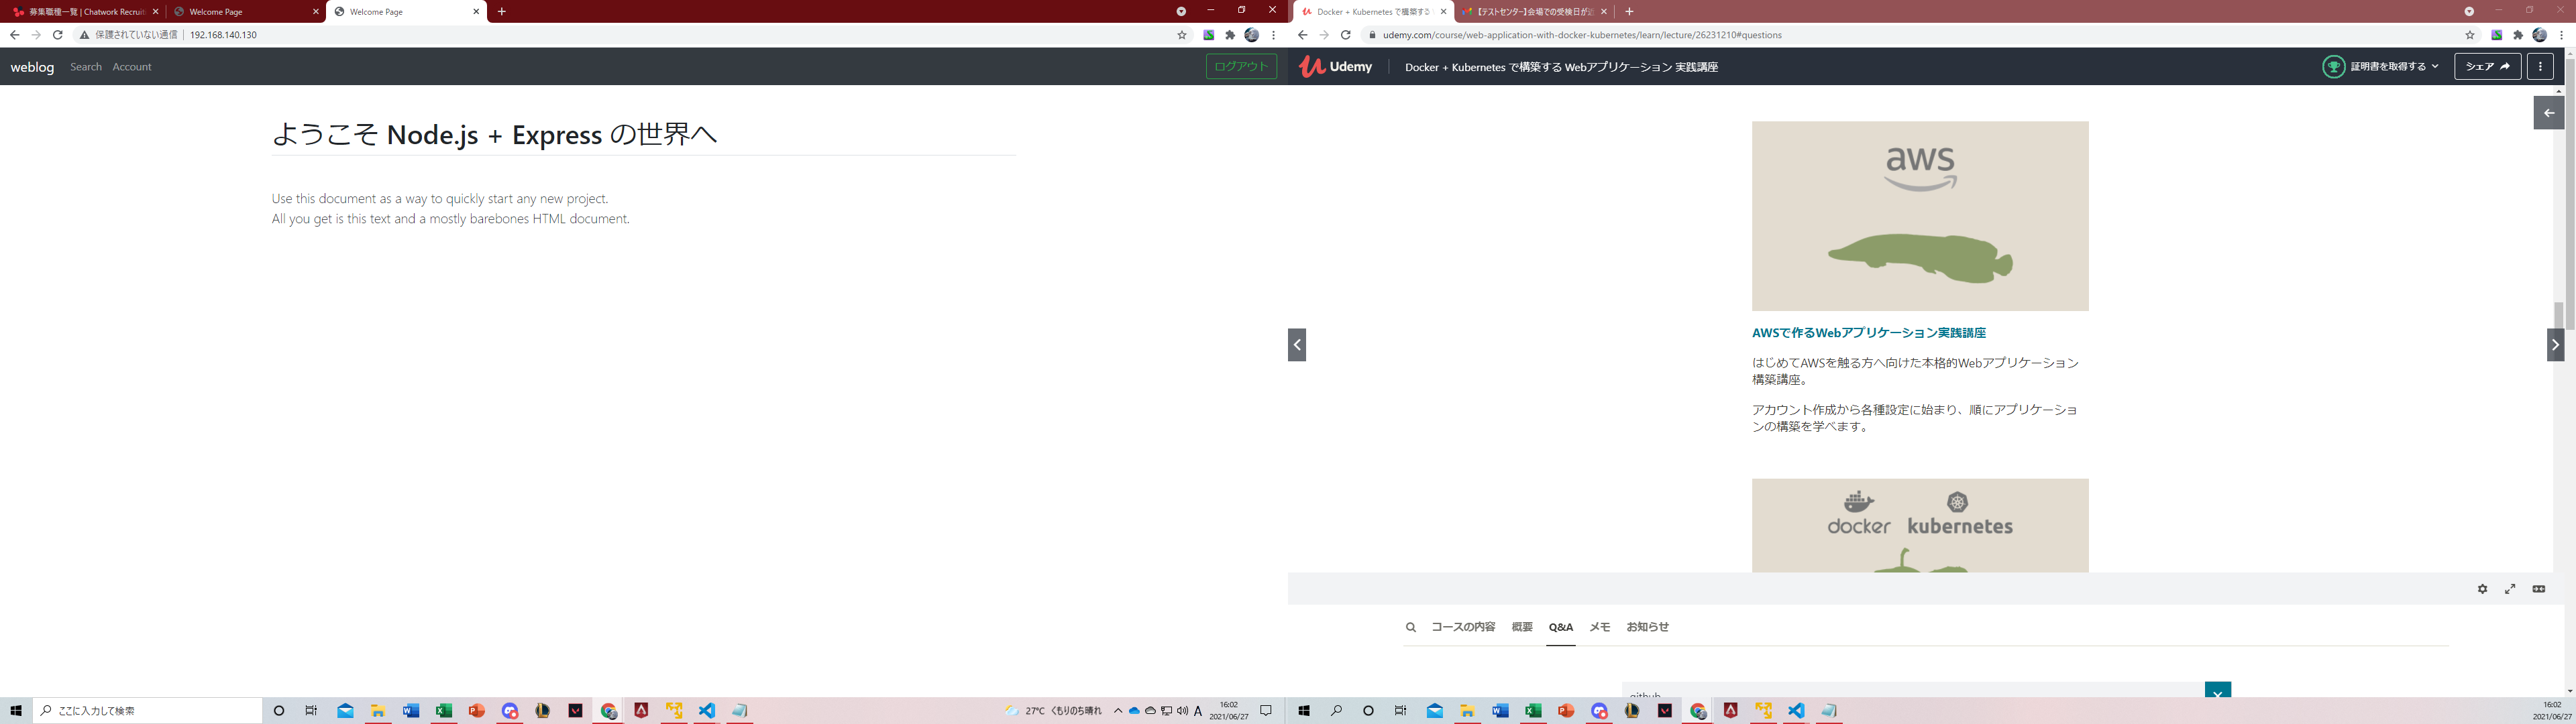 募集職種一覧 | Chatwork Recruit
Welcome Page
Welcome Page
保護されていない通信
192.168.140.130
weblog
Search
Account
ログアウト
ようこそ Node.js + Express の世界へ
Use this document as a way to quickly start any new project.
All you get is this text and a mostly barebones HTML document.
ここに入力して検索
27°C くもりのち晴れ
A
16:02
2021/06/27
Docker + Kubernetes で構築する
【テストセンター】会場での受検日が
udemy.com/course/web-application-with-docker-kubernetes/learn/lecture/26231210#questions
Udemy
Docker + Kubernetes で構築する Webアプリケーション 実践講座
証明書を取得する
シェア
aws
AWSで作るWebアプリケーション実践講座
はじめてAWSを触る方へ向けた本格的Webアプリケーション
構築講座。
アカウント作成から各種設定に始まり、順にアプリケーショ
ンの構築を学べます。
docker
kubernetes
コースの内容
概要
Q&A
メモ
お知らせ
github
16:02
2021/06/27